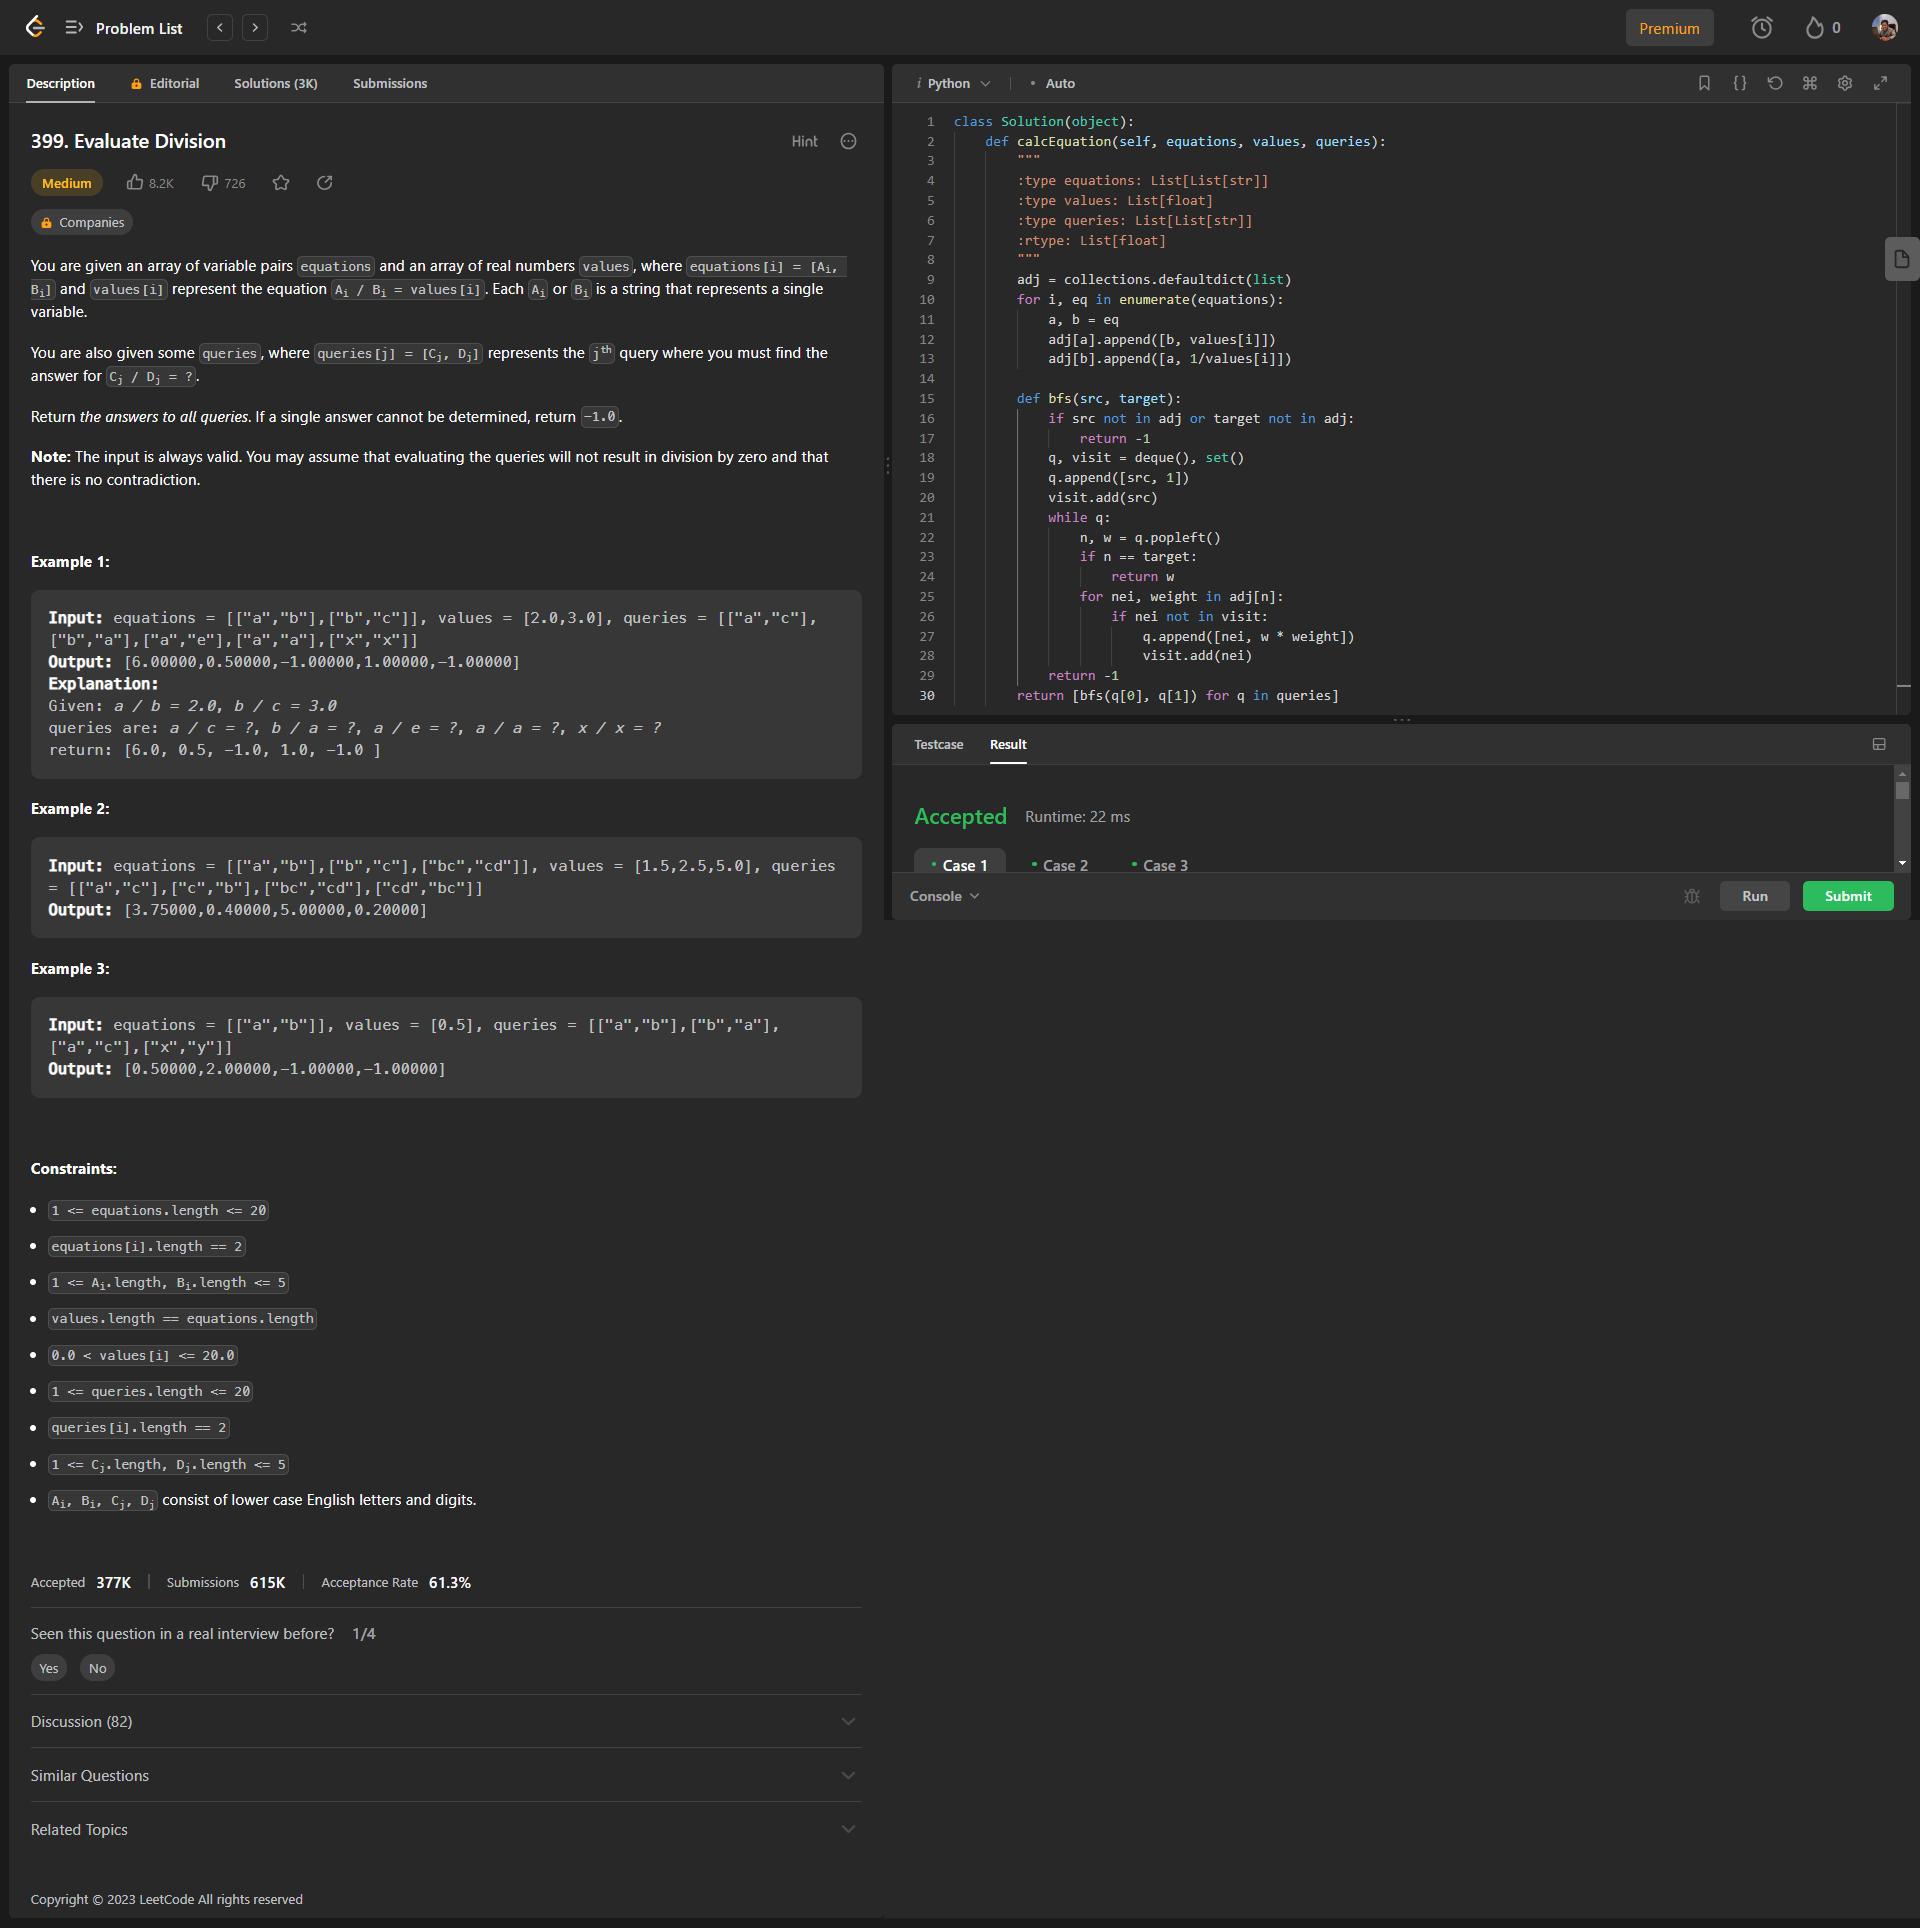 Problem List
Premium
0
Description
Editorial
Solutions (3K)
Submissions
399. Evaluate Division
Hint
Medium
8.2K
726
Companies
You are given an array of variable pairs equations and an array of real numbers values, where equations[i] = [Ai,
Bi] and values[i] represent the equation Ai / Bi = values[i]. Each Ai or Bi is a string that represents a single
variable.
You are also given some queries, where queries[j] = [Cj, Dj] represents the jth query where you must find the
answer for Cj / Dj = ?.
Return the answers to all queries. If a single answer cannot be determined, return -1.0.
Note: The input is always valid. You may assume that evaluating the queries will not result in division by zero and that
there is no contradiction.
Example 1:
Input: equations = [["a","b"],["b","c"]], values = [2.0,3.0], queries = [["a","c"],
["b","a"],["a","e"],["a","a"],["x","x"]]
Output: [6.00000,0.50000,-1.00000,1.00000,-1.00000]
Explanation:
Given: a / b = 2.0, b / c = 3.0
queries are: a / c = ?, b / a = ?, a / e = ?, a / a = ?, x / x = ?
return: [6.0, 0.5, -1.0, 1.0, -1.0 ]
Example 2:
Input: equations = [["a","b"],["b","c"],["bc","cd"]], values = [1.5,2.5,5.0], queries
= [["a","c"],["c","b"],["bc","cd"],["cd","bc"]]
Output: [3.75000,0.40000,5.00000,0.20000]
Example 3:
Input: equations = [["a","b"]], values = [0.5], queries = [["a","b"],["b","a"],
["a","c"],["x","y"]]
Output: [0.50000,2.00000,-1.00000,-1.00000]
Constraints:
• 1 <= equations.length <= 20
• equations[i].length == 2
• 1 <= Ai.length, Bi.length <= 5
• values.length == equations.length
• 0.0 < values[i] <= 20.0
• 1 <= queries.length <= 20
• queries[i].length == 2
• 1 <= Cj.length, Dj.length <= 5
• Ai, Bi, Cj, Dj consist of lower case English letters and digits.
Accepted 377K
Submissions 615K
Acceptance Rate 61.3%
Seen this question in a real interview before? 1/4
Yes
No
Discussion (82)
Similar Questions
Related Topics
Copyright © 2023 LeetCode All rights reserved
i Python
• Auto
1 class Solution(object):
2     def calcEquation(self, equations, values, queries):
3         """
4         :type equations: List[List[str]]
5         :type values: List[float]
6         :type queries: List[List[str]]
7         :rtype: List[float]
8         """
9         adj = collections.defaultdict(list)
10         for i, eq in enumerate(equations):
11             a, b = eq
12             adj[a].append([b, values[i]])
13             adj[b].append([a, 1/values[i]])
14
15         def bfs(src, target):
16             if src not in adj or target not in adj:
17                 return -1
18             q, visit = deque(), set()
19             q.append([src, 1])
20             visit.add(src)
21             while q:
22                 n, w = q.popleft()
23                 if n == target:
24                     return w
25                 for nei, weight in adj[n]:
26                     if nei not in visit:
27                         q.append([nei, w * weight])
28                         visit.add(nei)
29             return -1
30         return [bfs(q[0], q[1]) for q in queries]
Testcase
Result
Accepted
Runtime: 22 ms
• Case 1
• Case 2
• Case 3
Console
Run
Submit